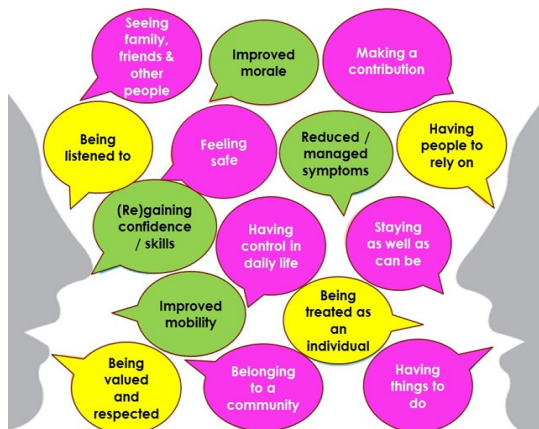 Seeing
family,
friends &
other
people
Improved
morale
Making a
contribution
Being
listened to
Feeling
safe
Reduced /
managed
symptoms
Having
people to
rely on
(Re)gaining
confidence
/ skills
Having
control in
daily life
Staying
as well as
can be
Improved
mobility
Being
treated as
an
individual
Being
valued
and
respected
Belonging
to a
community
Having
things to
do